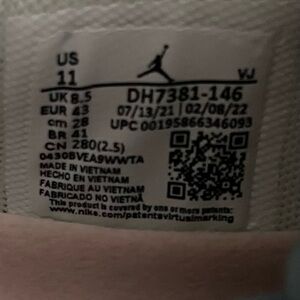 US
11
VJ
UK 8.5
EUR 43
cm 28
BR 41
CN 280(2.5)
DH7381-146
07/13/21 02/08/22
UPC 00195866346093
0430BVEA9WWTA
MADE IN VIETNAM
HECHO EN VIETNAM
FABRIQUE AU VIETNAM
FABRICADO NO VIETNÃ
This product is covered by one or more patents:
www.nike.com/patentsvirtualmarking